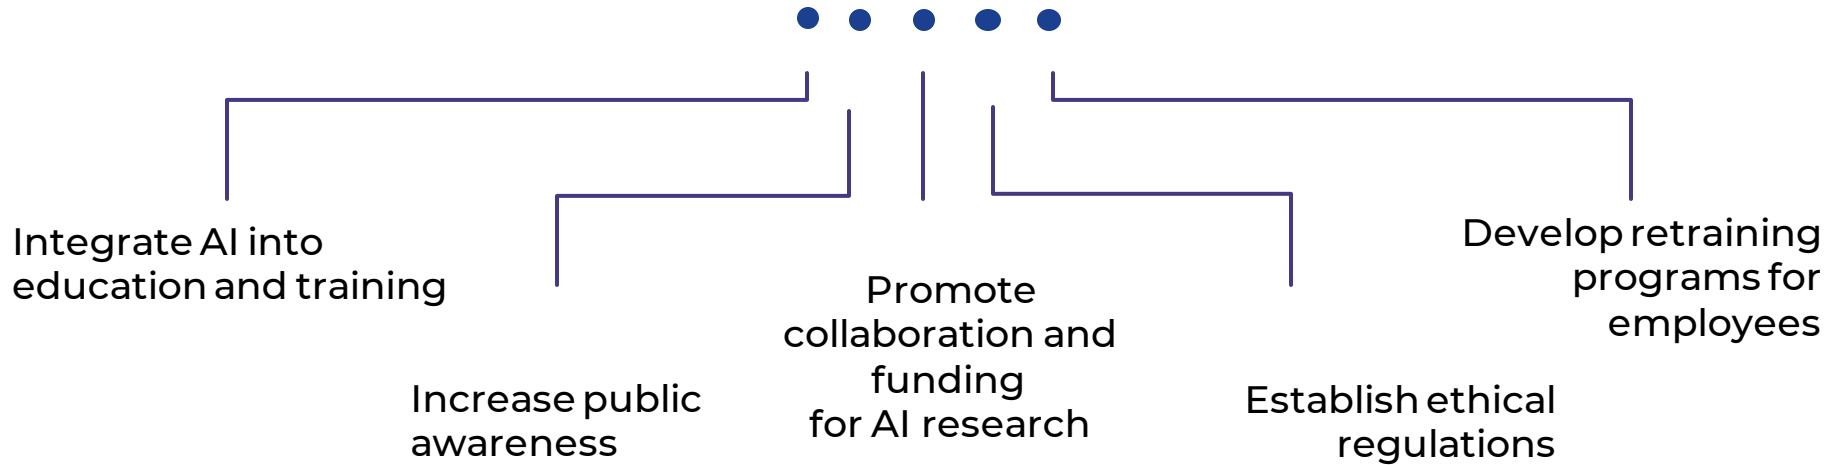 Integrate AI into
education and training
Increase public
awareness
Promote
collaboration and
funding
for AI research
Establish ethical
regulations
Develop retraining
programs for
employees